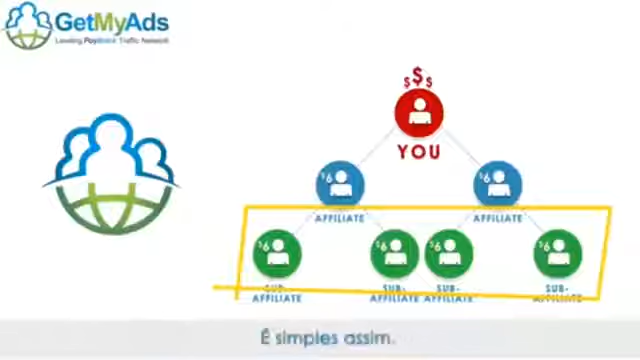 GetMyAds
Leading Paytrack Traffic Network
$$$
YOU
$6
$6
AFFILIATE
AFFILIATE
$6
$6
$6
$6
SUB-
AFFILIATE
SUB-
AFFILIATE
SUB-
AFFILIATE
SUB-
AFFILIATE
É simples assim.